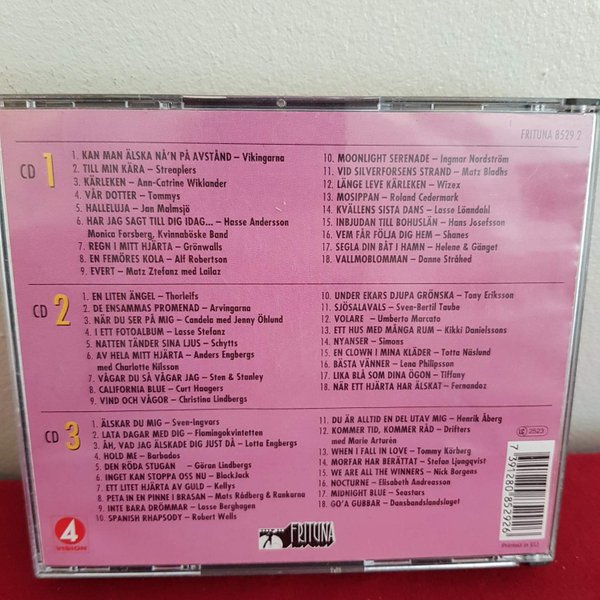 FRITUNA 8529 2
CD 1
1. KAN MAN ÄLSKA NÅ'N PÅ AVSTÅND – Vikingarna
2. TILL MIN KÄRA – Streaplers
3. KÄRLEKEN – Ann-Catrine Wiklander
4. VÅR DOTTER – Tommys
5. HALLELUJA – Jan Malmsjö
6. HAR JAG SAGT TILL DIG IDAG... – Hasse Andersson
Monica Forsberg, Kvinnaböske Band
7. REGN I MITT HJÄRTA – Grönwalls
8. EN FEMÖRES KOLA – Alf Robertson
9. EVERT – Matz Ztefanz med Lailaz
10. MOONLIGHT SERENADE – Ingmar Nordström
11. VID SILVERFORSENS STRAND – Matz Bladhs
12. LÄNGE LEVE KÄRLEKEN – Wizex
13. MOSIPPAN – Roland Cedermark
14. KVÄLLENS SISTA DANS – Lasse Lönndahl
15. INBJUDAN TILL BOHUSLÄN – Hans Josefsson
16. VEM FÅR FÖLJA DIG HEM – Shanes
17. SEGLA DIN BÅT I HAMN – Helene & Gänget
18. VALLMOBLOMMAN – Danne Stråhed
CD 2
1. EN LITEN ÄNGEL – Thorleifs
2. DE ENSAMMAS PROMENAD – Arvingarna
3. NÄR DU SER PÅ MIG – Candela med Jenny Öhlund
4. I ETT FOTOALBUM – Lasse Stefanz
5. NATTEN TÄNDER SINA LJUS – Schytts
6. AV HELA MITT HJÄRTA – Anders Engbergs
med Charlotte Nilsson
7. VÅGAR DU SÅ VÅGAR JAG – Sten & Stanley
8. CALIFORNIA BLUE – Curt Haagers
9. VIND OCH VÅGOR – Christina Lindbergs
10. UNDER EKARS DJUPA GRÖNSKA – Tony Eriksson
11. SJÖSALAVALS – Sven-Bertil Taube
12. VOLARE – Umberto Marcato
13. ETT HUS MED MÅNGA RUM – Kikki Danielssons
14. NYANSER – Simons
15. EN CLOWN I MINA KLÄDER – Totta Näslund
16. BÄSTA VÄNNER – Lena Philipsson
17. LIKA BLÅ SOM DINA ÖGON – Tiffany
18. NÄR ETT HJÄRTA HAR ÄLSKAT – Fernandoz
CD 3
1. ÄLSKAR DU MIG – Sven-ingvars
2. LATA DAGAR MED DIG – Flamingokvintetten
3. ÅH, VAD JAG ÄLSKADE DIG JUST DÅ – Lotta Engbergs
4. HOLD ME – Barbados
5. DEN RÖDA STUGAN – Göran Lindbergs
6. INGET KAN STOPPA OSS NU – BlackJack
7. ETT LITET HJÄRTA AV GULD – Kellys
8. PETA IN EN PINNE I BRASAN – Mats Rådberg & Rankarna
9. INTE BARA DRÖMMAR – Lasse Berghagen
10. SPANISH RHAPSODY – Robert Wells
11. DU ÄR ALLTID EN DEL UTAV MIG – Henrik Åberg
12. KOMMER TID, KOMMER RÅD – Drifters
med Marie Arturén
13. WHEN I FALL IN LOVE – Tommy Körberg
14. MORFAR HAR BERÄTTAT – Stefan Ljungqvist
15. WE ARE ALL THE WINNERS – Nick Borgens
16. NOCTURNE – Elisabeth Andreasson
17. MIDNIGHT BLUE – Seastars
18. GO'A GUBBAR – Dansbandslandslaget
LC 2523
7 391280 852926
Printed in EU
4
FRITUNA